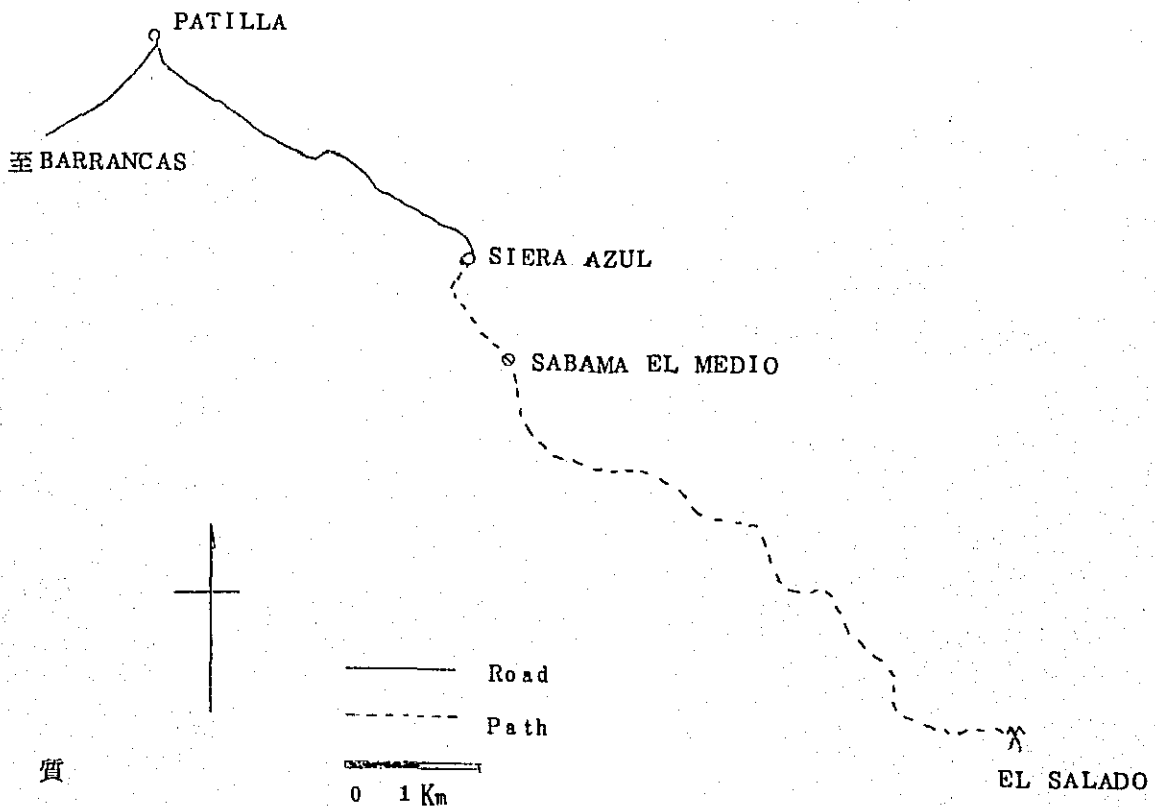 PATILLA
至 BARRANCAS
SIERA AZUL
SABAMA EL MEDIO
Road
Path
質
0 1 Km
EL SALADO